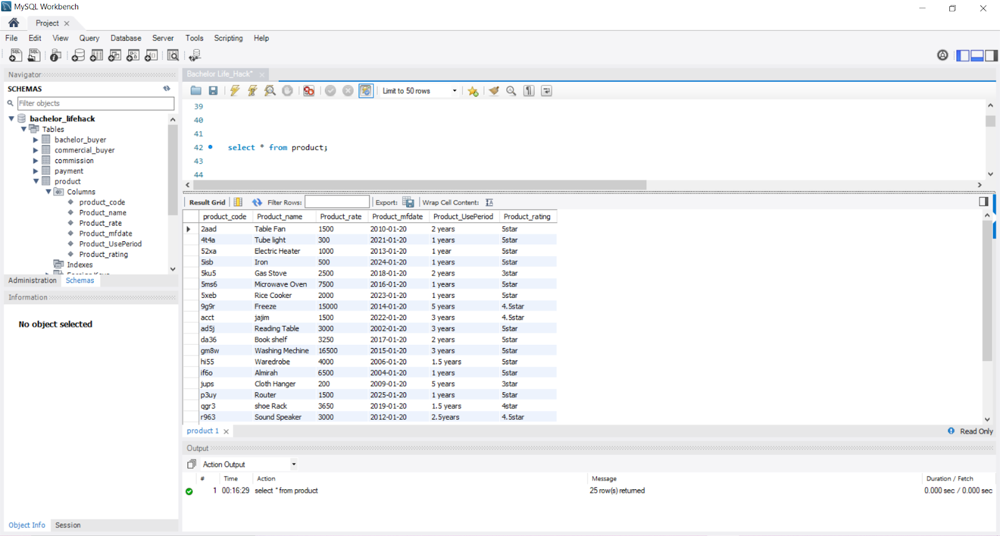 MySQL Workbench
Project
File Edit View Query Database Server Tools Scripting Help
Navigator
SCHEMAS
Filter objects
bachelor_lifehack
Tables
bachelor_buyer
commercial_buyer
commission
payment
product
Columns
product_code
Product_name
Product_rate
Product_mfdate
Product_UsePeriod
Product_rating
Indexes
Administration Schemas
Information
No object selected
Object Info Session
Bachelor Life_Hack*
Limit to 50 rows
39
40
41
42 select * from product;
43
44
Result Grid Filter Rows: Export: Wrap Cell Content:
product_code Product_name Product_rate Product_mfdate Product_UsePeriod Product_rating
2aad Table Fan 1500 2010-01-20 2 years 5star
4t4a Tube light 300 2021-01-20 1 years 5star
52xa Electric Heater 1000 2013-01-20 1 year 5star
5isb Iron 500 2024-01-20 1 years 5star
5ku5 Gas Stove 2500 2018-01-20 2 years 3star
5ms6 Microwave Oven 7500 2016-01-20 1 years 5star
5xeb Rice Cooker 2000 2023-01-20 1 years 5star
9g9r Freeze 15000 2014-01-20 5 years 4.5star
acct jajim 1500 2022-01-20 3 years 4.5star
ad5j Reading Table 3000 2002-01-20 3 years 5star
da36 Book shelf 3250 2017-01-20 2 years 5star
gm8w Washing Mechine 16500 2015-01-20 3 years 5star
hi55 Waredrobe 4000 2006-01-20 1.5 years 5star
if6o Almirah 6500 2004-01-20 1 years 5star
jups Cloth Hanger 200 2009-01-20 5 years 3star
p3uy Router 1500 2025-01-20 1 years 5star
qgr3 shoe Rack 3650 2019-01-20 1.5 years 4star
r963 Sound Speaker 3000 2012-01-20 2.5years 4.5star
product 1
Read Only
Output
Action Output
# Time Action Message Duration / Fetch
1 00:16:29 select * from product 25 row(s) returned 0.000 sec / 0.000 sec